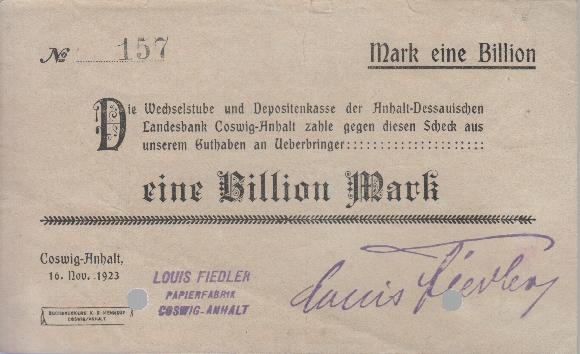 № 157
Mark eine Billion
Die Wechselstube und Depositenkasse der Anhalt-Dessauischen
Landesbank Coswig-Anhalt zahle gegen diesen Scheck aus
unserem Guthaben an Ueberbringer
eine Billion Mark
Coswig-Anhalt,
16. Nov. 1923
LOUIS FIEDLER
PAPIERFABRIK
COSWIG-ANHALT
Louis Fiedler
COSWIG/ANHALT